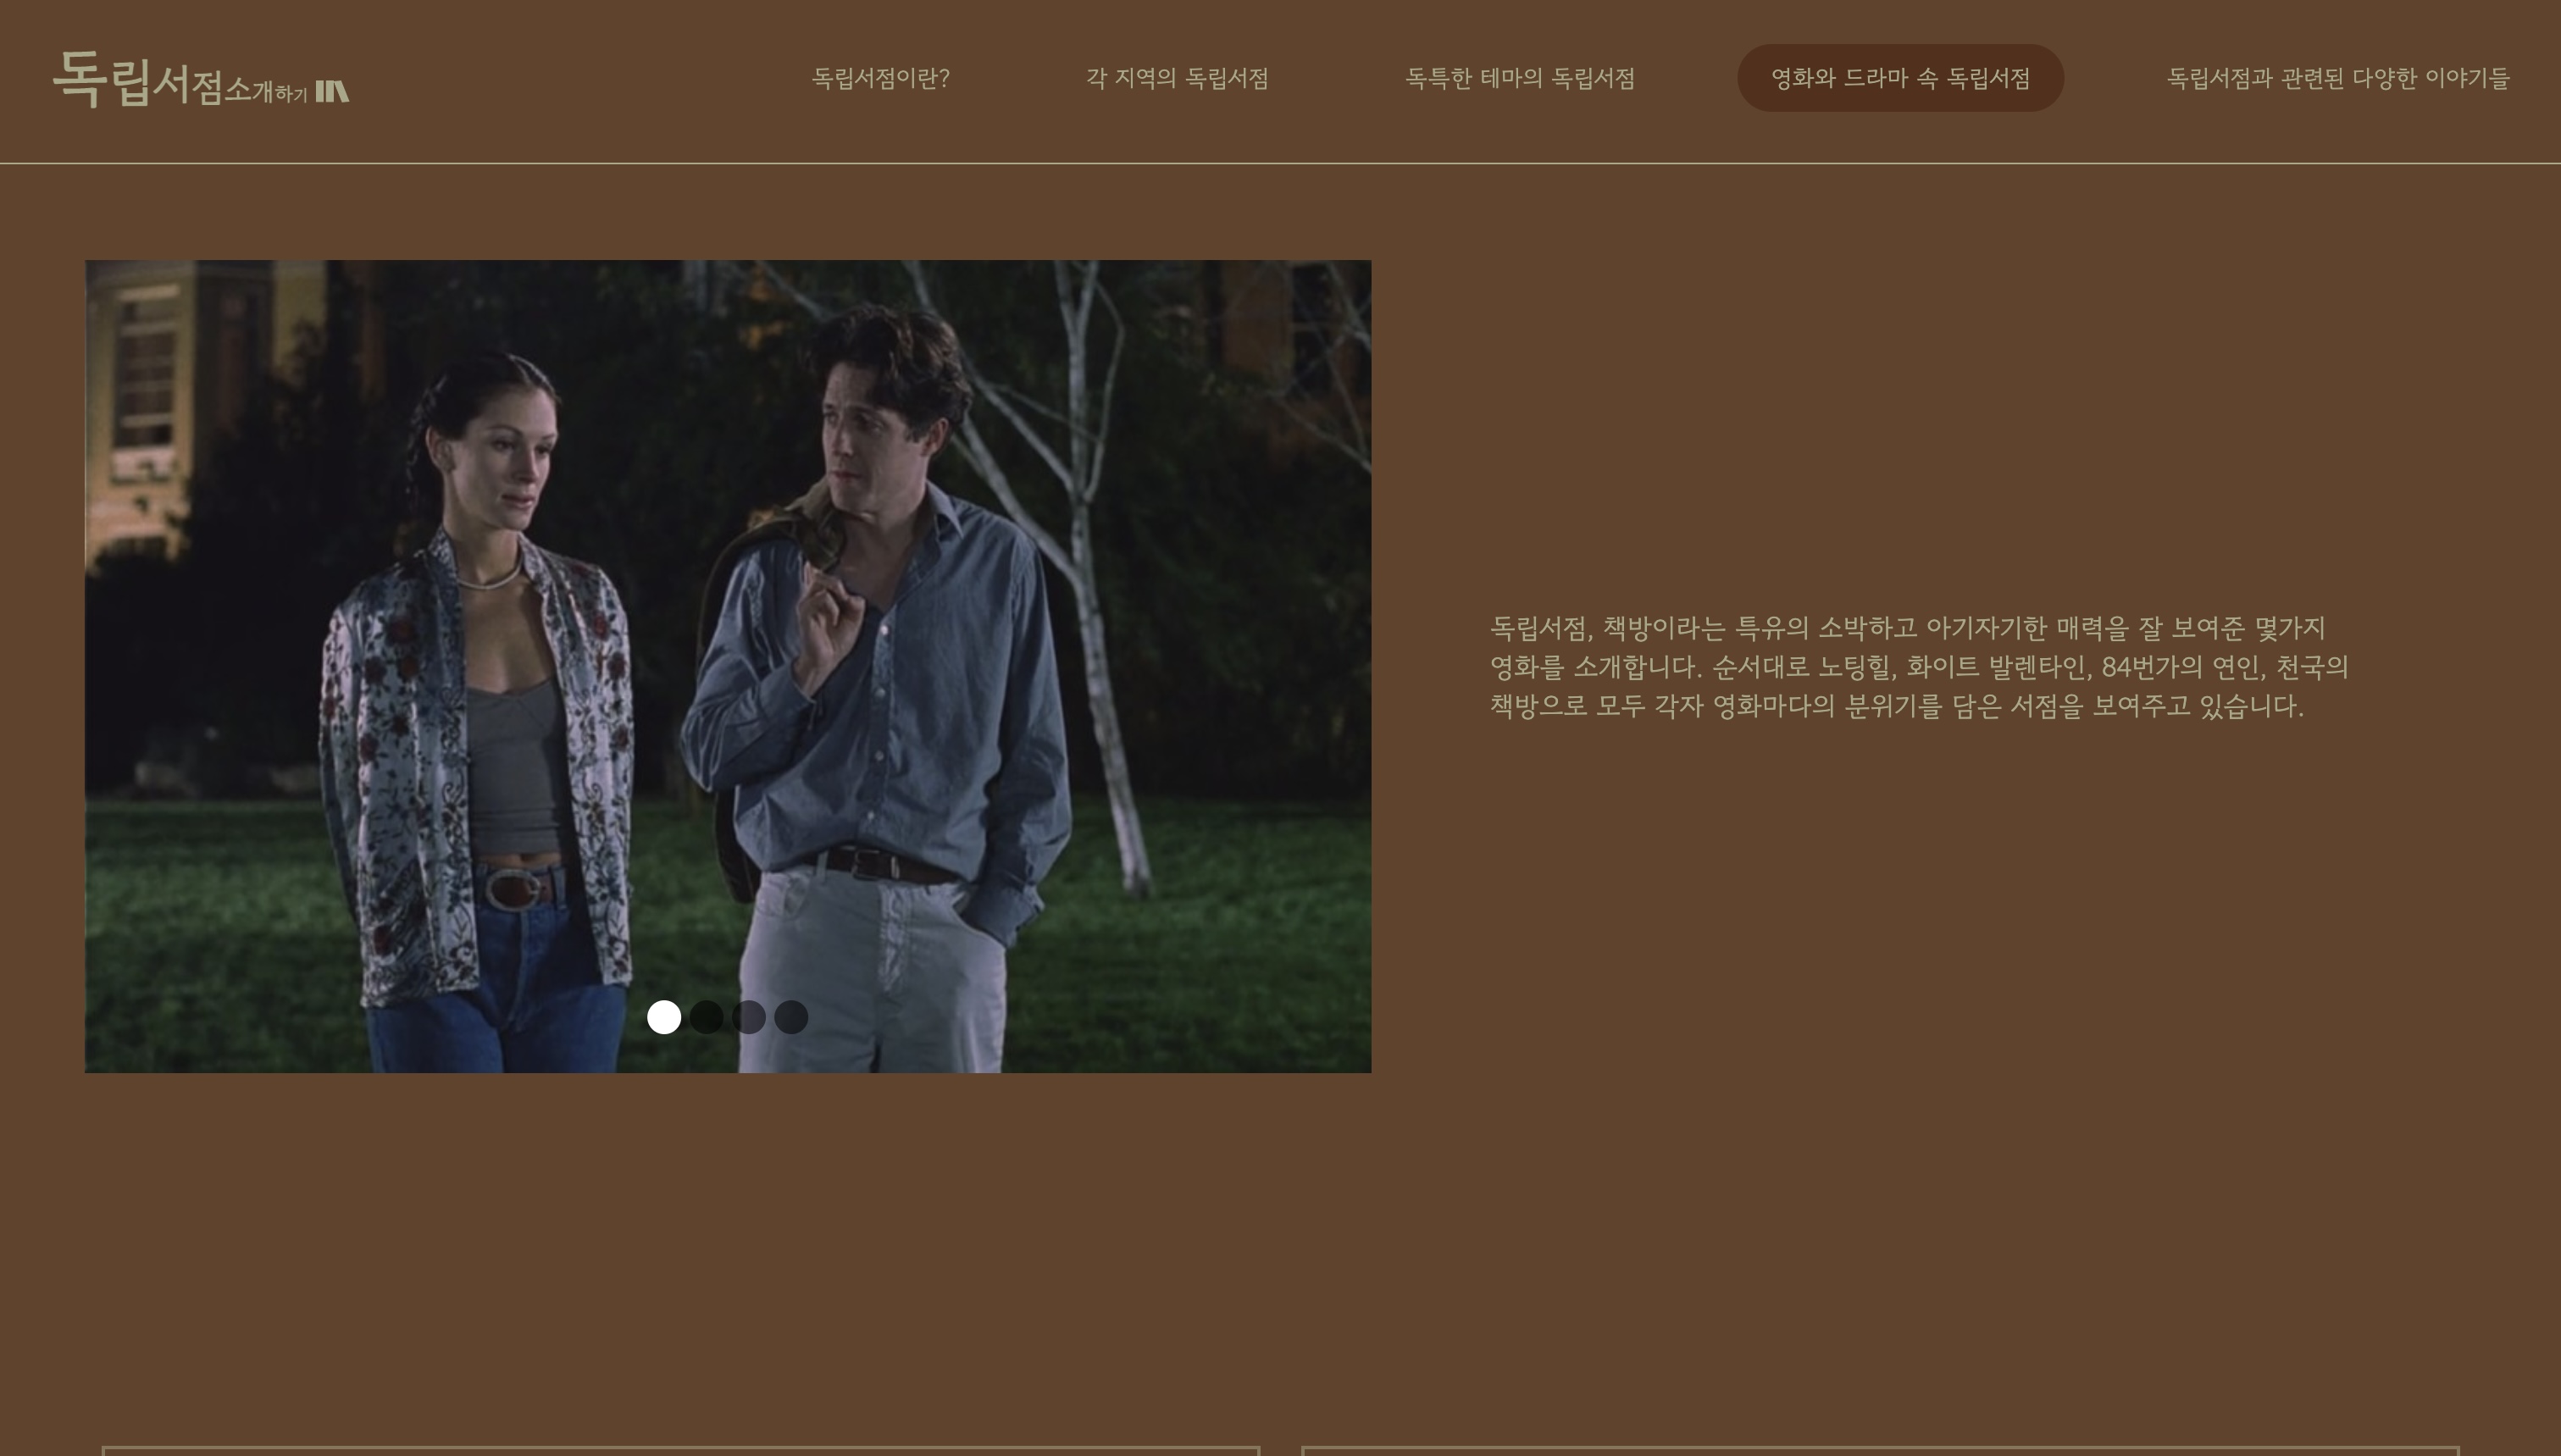 독립서점소개하기
독립서점이란?
각 지역의 독립서점
독특한 테마의 독립서점
영화와 드라마 속 독립서점
독립서점과 관련된 다양한 이야기들
독립서점, 책방이라는 특유의 소박하고 아기자기한 매력을 잘 보여준 몇가지
영화를 소개합니다. 순서대로 노팅힐, 화이트 발렌타인, 84번가의 연인, 천국의
책방으로 모두 각자 영화마다의 분위기를 담은 서점을 보여주고 있습니다.